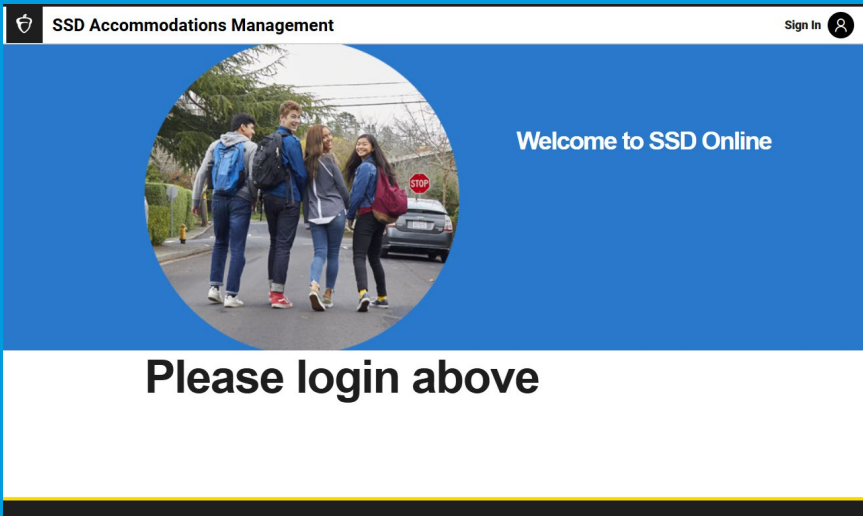 SSD Accommodations Management
Sign In
Welcome to SSD Online
STOP
Please login above